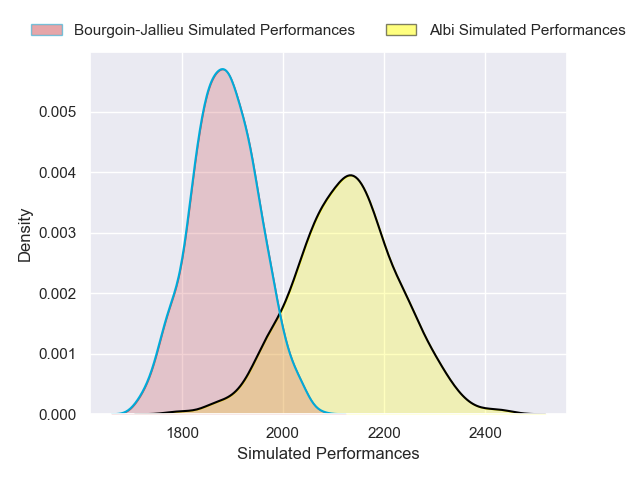 Bourgoin-Jallieu Simulated Performances Albi Simulated Performances
0.005
0.004
0.003
0.002
0.001
0.000
Density
1800 2000 2200 2400
Simulated Performances